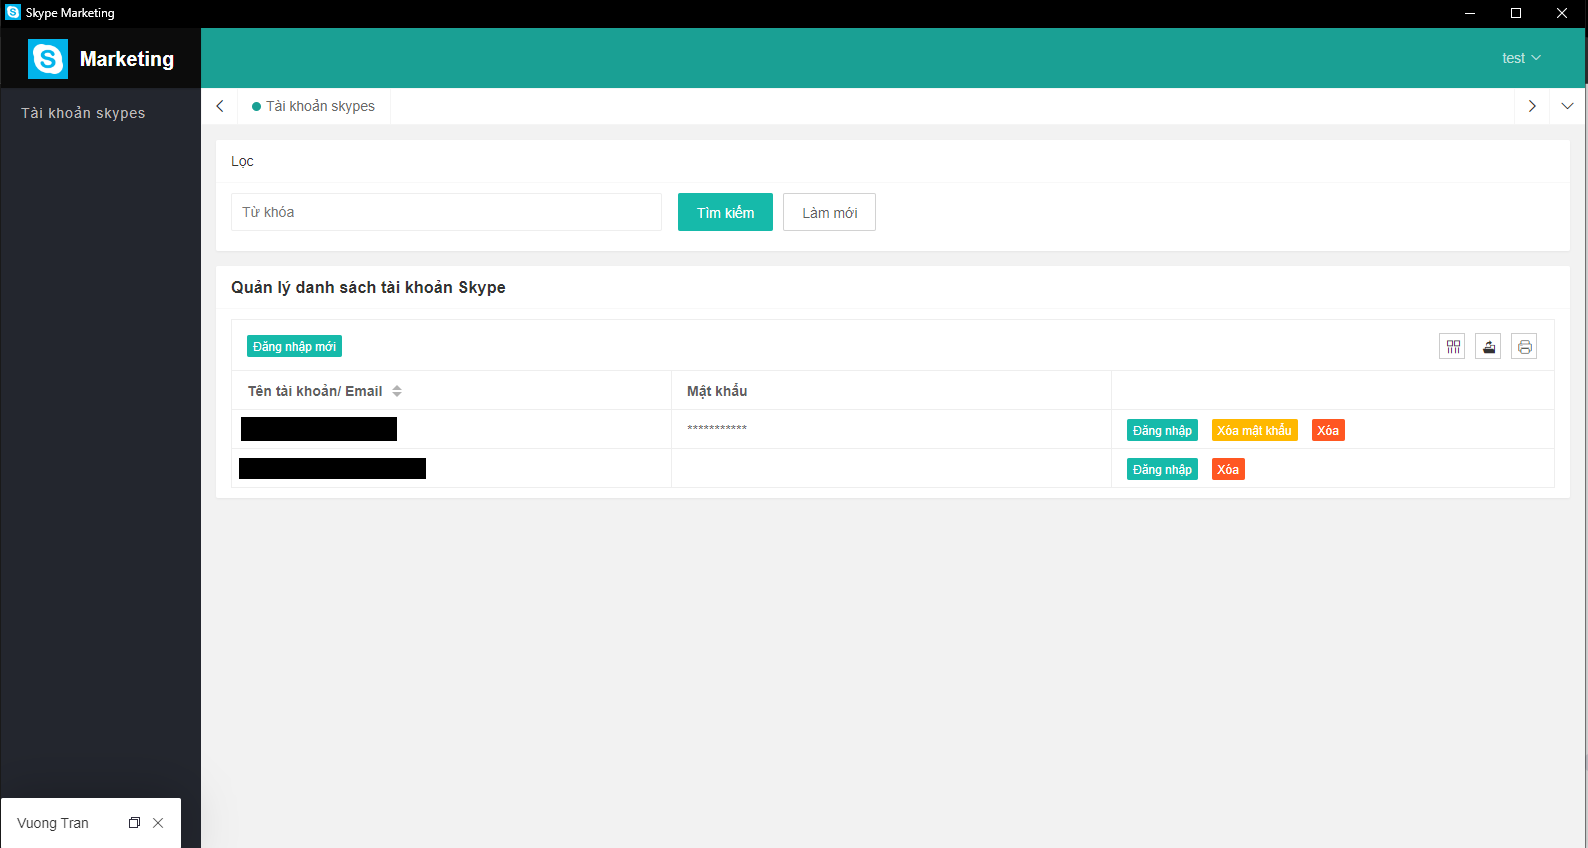 Skype Marketing
S Marketing
test
Tài khoản skypes
Tài khoản skypes
Lọc
Từ khóa
Tìm kiếm
Làm mới
Quản lý danh sách tài khoản Skype
Đăng nhập mới
Tên tài khoản/ Email
Mật khẩu
***********
Đăng nhập
Xóa mật khẩu
Xóa
Đăng nhập
Xóa
Vuong Tran